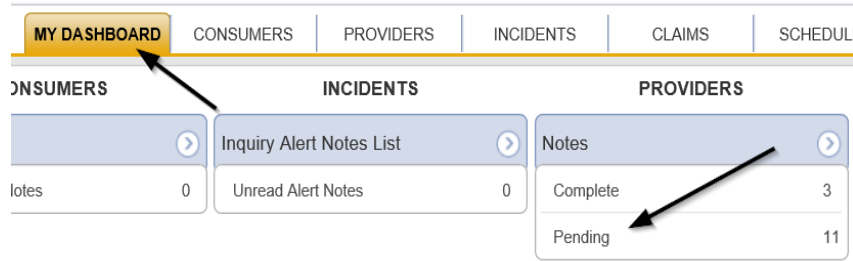 MY DASHBOARD CONSUMERS PROVIDERS INCIDENTS CLAIMS SCHEDUL
ONSUMERS INCIDENTS PROVIDERS
Inquiry Alert Notes List Notes
lotes 0 Unread Alert Notes 0 Complete 3
Pending 11